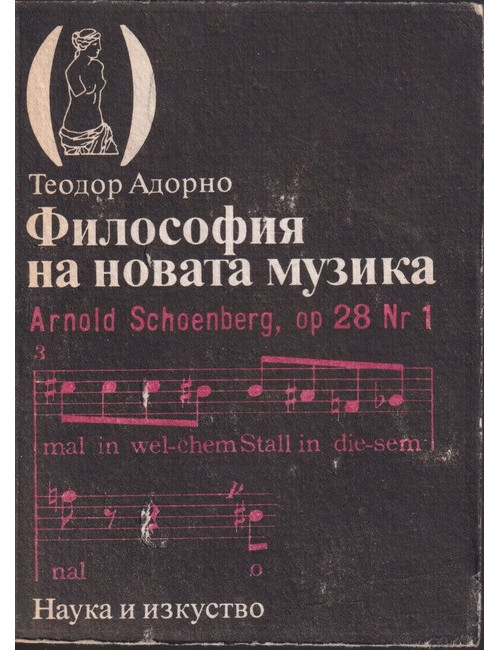 Теодор Адорно
Философия
на новата музика
Arnold Schoenberg, op 28 Nr 1
3
mal in wel-chem Stall in die-sem
p
nal o
Наука и изкуство